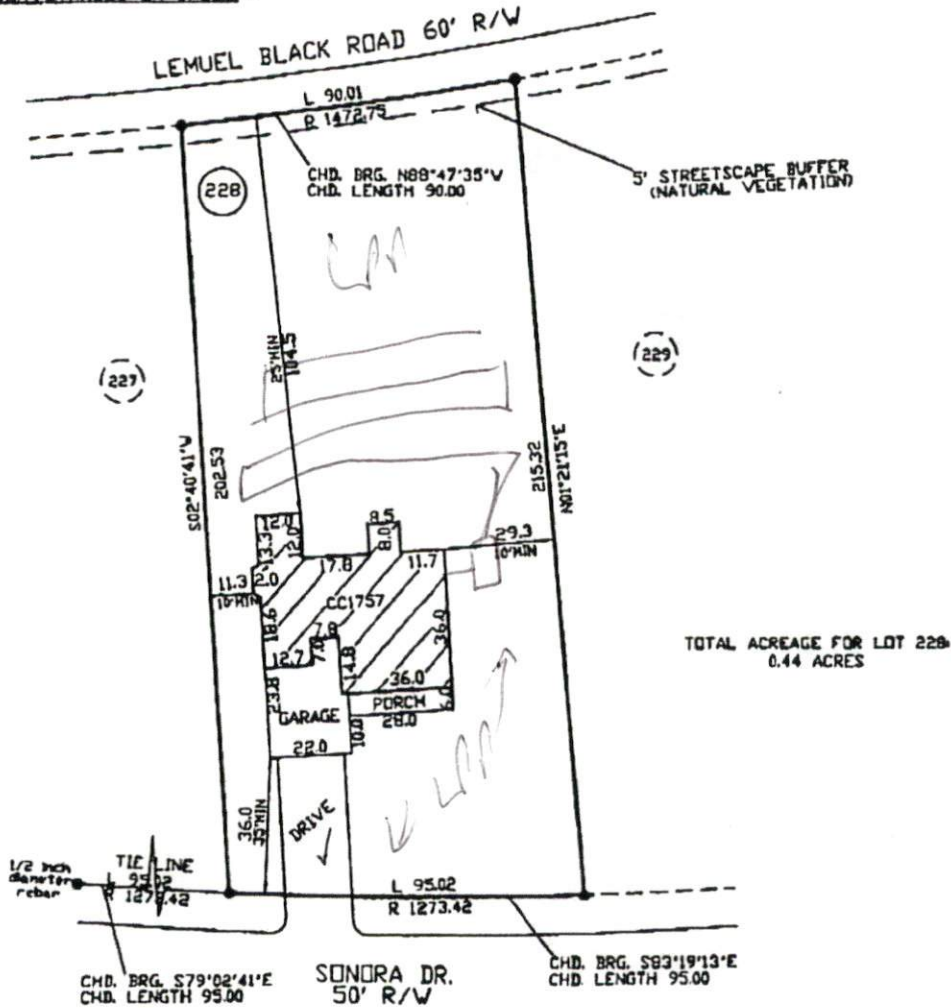 LEMUEL BLACK ROAD 60' R/W
L 90.01
R 1472.75
CHD. BRG. N88°47'35"W
CHD. LENGTH 90.00
5' STREETSCAPE BUFFER
(NATURAL VEGETATION)
228
227
229
25'MIN
104.5
S02°40'41"W
202.53
215.32
N01°21'15"E
12.0
13.3
12.0
8.5
8.0
29.3
10'MIN
17.8
11.7
11.3
10'MIN
2.0
CC1757
18.6
7.8
7.0
12.7
14.8
36.0
36.0
TOTAL ACREAGE FOR LOT 228
0.44 ACRES
23.8
GARAGE
PORCH
6.0
28.0
10.0
22.0
36.0
35'MIN
DRIVE
1/2 inch
diameter
rebar
TIE LINE
L 95.02
R 1273.42
CHD. BRG. S79°02'41"E
CHD. LENGTH 95.00
SONORA DR.
50' R/W
CHD. BRG. S83°19'13"E
CHD. LENGTH 95.00